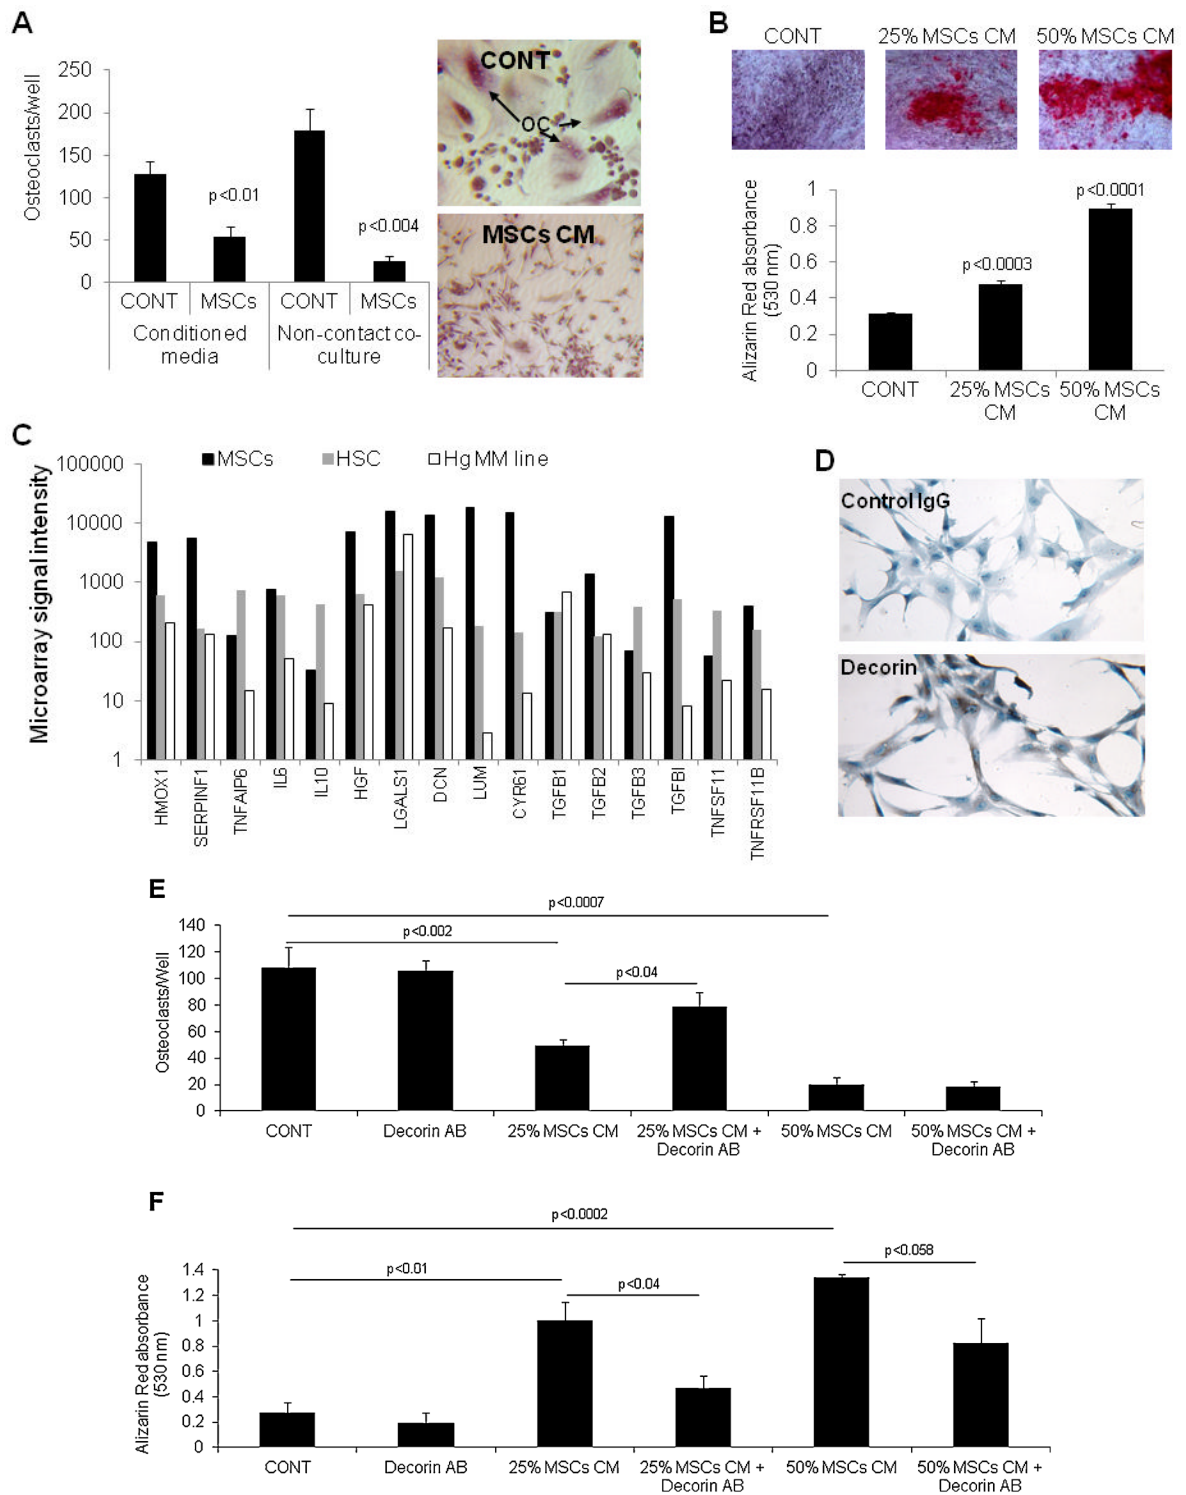 A
Osteoclasts/well
250
200
150
100
50
0
p<0.01
p<0.004
CONT
MSCs
CONT
MSCs
Conditioned
media
Non-contact co-
culture
CONT
OC
MSCs CM
B
CONT
25% MSCs CM
50% MSCs CM
Alizarin Red absorbance
(530 nm)
1
0.8
0.6
0.4
0.2
0
p<0.0003
p<0.0001
CONT
25% MSCs
CM
50% MSCs
CM
C
Microarray signal intensity
100000
10000
1000
100
10
1
MSCs
HSC
HgMM line
HMOX1
SERPINF1
TNFAIP6
IL6
IL10
HGF
LGALS1
DCN
LUM
CYR61
TGFB1
TGFB2
TGFB3
TGFBI
TNFSF11
TNFRSF11B
D
Control IgG
Decorin
E
Osteoclasts/Well
140
120
100
80
60
40
20
0
p<0.0007
p<0.002
p<0.04
CONT
Decorin AB
25% MSCs CM
25% MSCs CM +
Decorin AB
50% MSCs CM
50% MSCs CM +
Decorin AB
F
Alizarin Red absorbance
(530 nm)
1.4
1.2
1
0.8
0.6
0.4
0.2
0
p<0.0002
p<0.01
p<0.04
p<0.058
CONT
Decorin AB
25% MSCs CM
25% MSCs CM +
Decorin AB
50% MSCs CM
50% MSCs CM +
Decorin AB